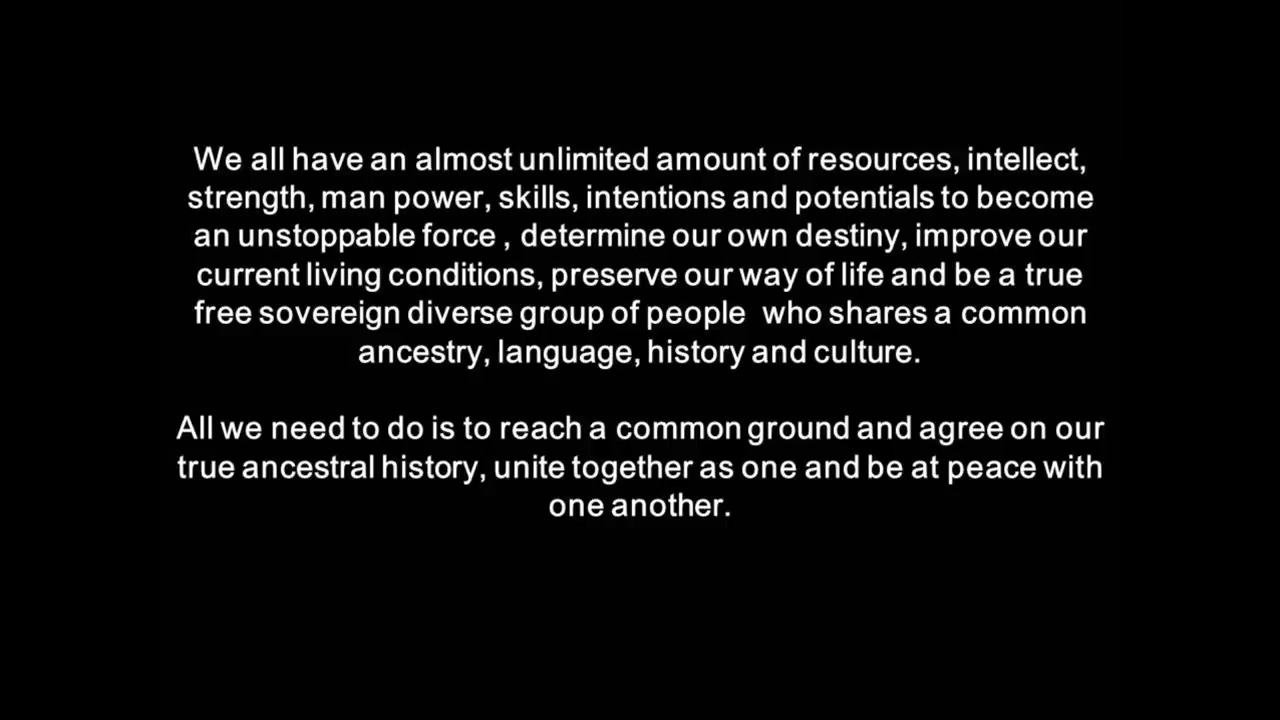 We all have an almost unlimited amount of resources, intellect,
strength, man power, skills, intentions and potentials to become
an unstoppable force , determine our own destiny, improve our
current living conditions, preserve our way of life and be a true
free sovereign diverse group of people  who shares a common
ancestry, language, history and culture.
All we need to do is to reach a common ground and agree on our
true ancestral history, unite together as one and be at peace with
one another.